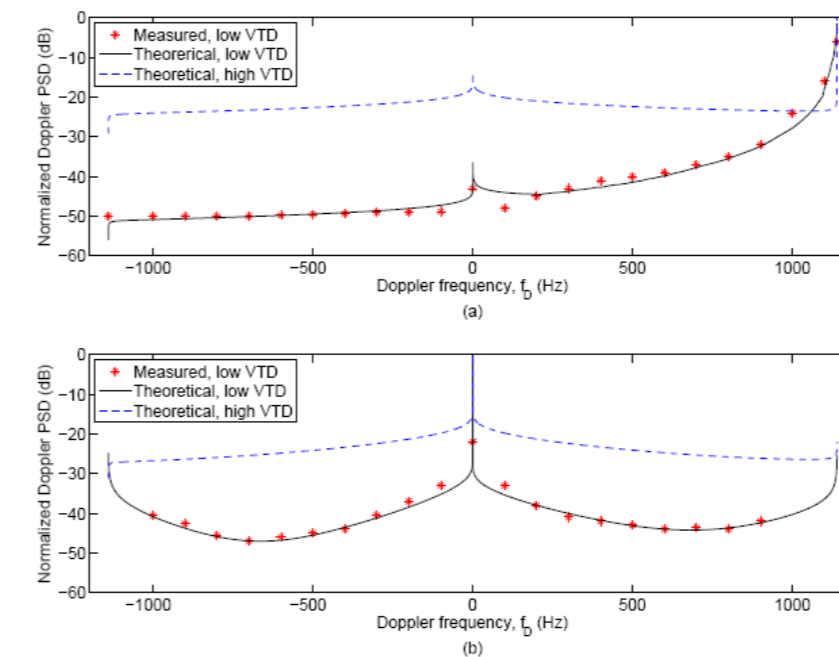 Normalized Doppler PSD (dB)
0
−10
−20
−30
−40
−50
−60
Measured, low VTD
Theorerical, low VTD
Theoretical, high VTD
−1000
−500
0
500
1000
Doppler frequency, f_D (Hz)
(a)
Normalized Doppler PSD (dB)
0
−10
−20
−30
−40
−50
−60
Measured, low VTD
Theoretical, low VTD
Theoretical, high VTD
−1000
−500
0
500
1000
Doppler frequency, f_D (Hz)
(b)